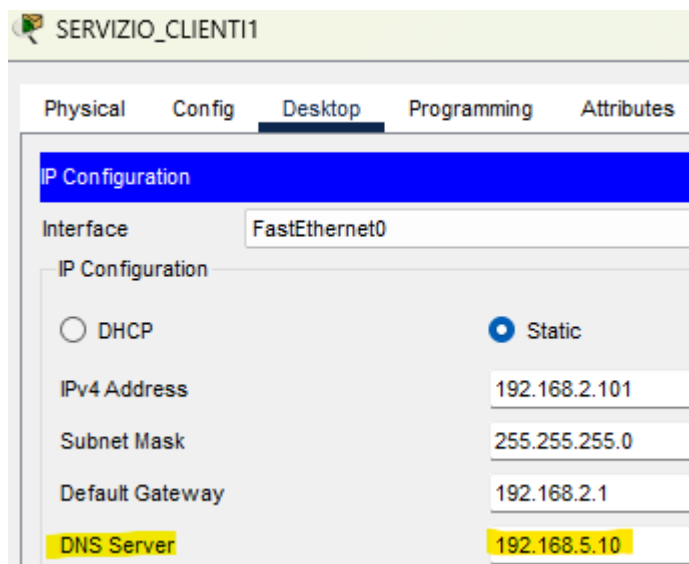 SERVIZIO_CLIENTI1
Physical Config Desktop Programming Attributes
IP Configuration
Interface FastEthernet0
IP Configuration
DHCP Static
IPv4 Address 192.168.2.101
Subnet Mask 255.255.255.0
Default Gateway 192.168.2.1
DNS Server 192.168.5.10